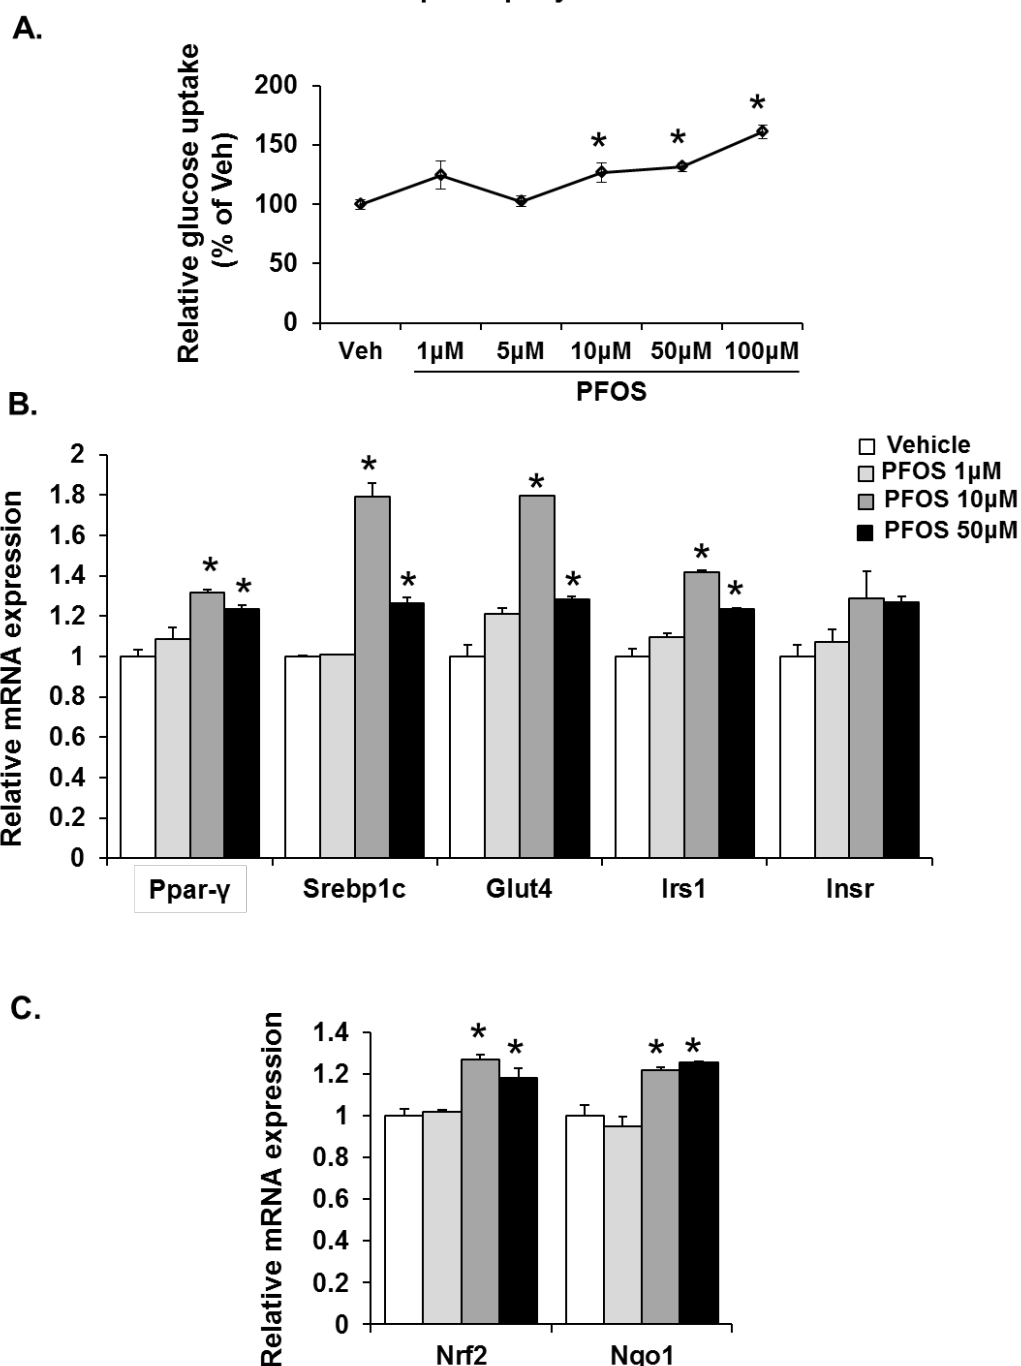 A.
Relative glucose uptake
(% of Veh)
200
150
100
50
0
* * *
Veh 1µM 5µM 10µM 50µM 100µM
PFOS
B.
Relative mRNA expression
2
1.8
1.6
1.4
1.2
1
0.8
0.6
0.4
0.2
0
* * * * * * * *
Vehicle
PFOS 1µM
PFOS 10µM
PFOS 50µM
Ppar-γ Srebp1c Glut4 Irs1 Insr
C.
Relative mRNA expression
1.4
1.2
1
0.8
0.6
0.4
0.2
0
* * * *
Nrf2 Nqo1